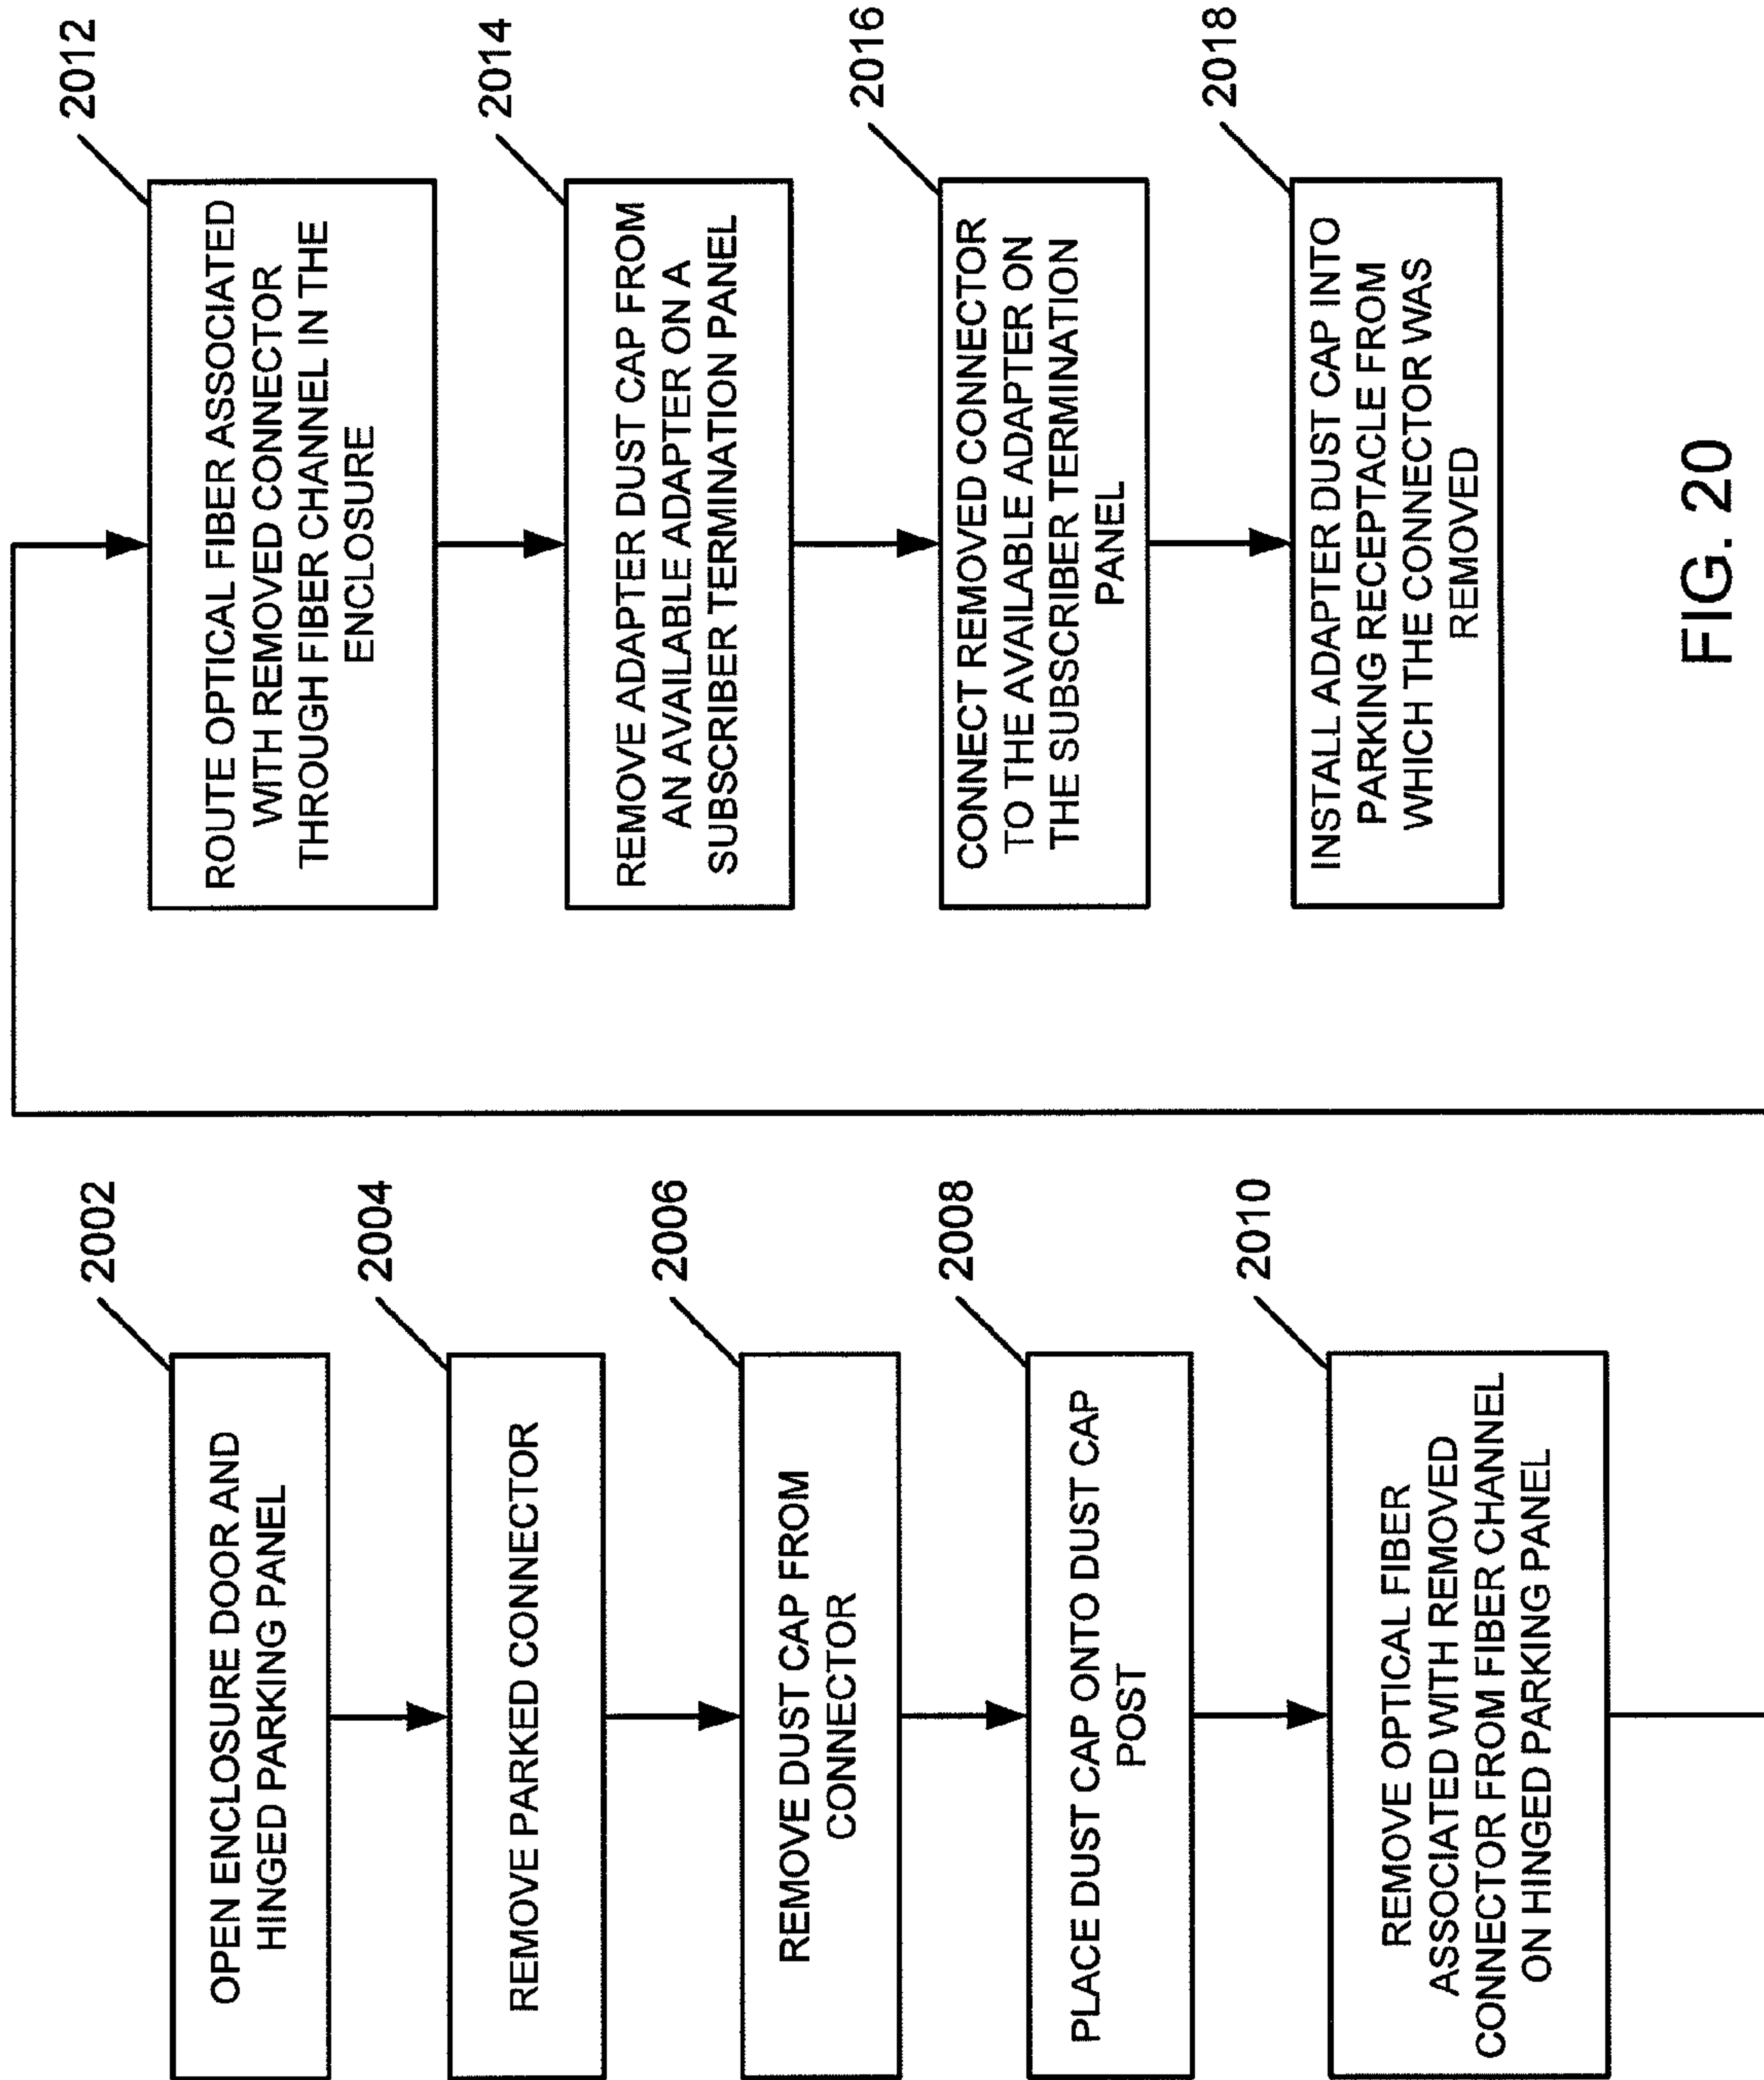 2002
OPEN ENCLOSURE DOOR AND
HINGED PARKING PANEL
2004
REMOVE PARKED CONNECTOR
2006
REMOVE DUST CAP FROM
CONNECTOR
2008
PLACE DUST CAP ONTO DUST CAP
POST
2010
REMOVE OPTICAL FIBER
ASSOCIATED WITH REMOVED
CONNECTOR FROM FIBER CHANNEL
ON HINGED PARKING PANEL
2012
ROUTE OPTICAL FIBER ASSOCIATED
WITH REMOVED CONNECTOR
THROUGH FIBER CHANNEL IN THE
ENCLOSURE
2014
REMOVE ADAPTER DUST CAP FROM
AN AVAILABLE ADAPTER ON A
SUBSCRIBER TERMINATION PANEL
2016
CONNECT REMOVED CONNECTOR
TO THE AVAILABLE ADAPTER ON
THE SUBSCRIBER TERMINATION
PANEL
2018
INSTALL ADAPTER DUST CAP INTO
PARKING RECEPTACLE FROM
WHICH THE CONNECTOR WAS
REMOVED
FIG. 20